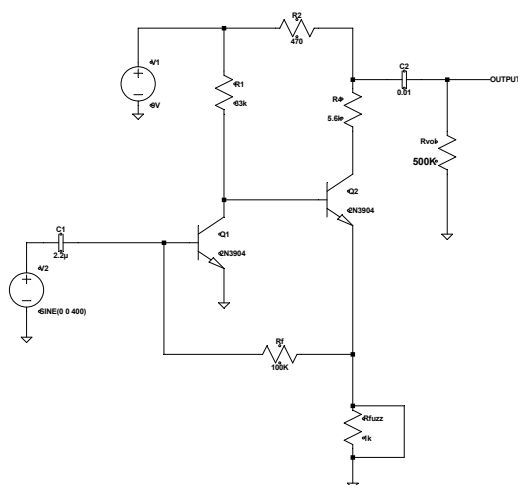 R2
470
V1
9V
R1
33k
C2
0.01
OUTPUT
R4
5.6k
Rvol
500K
Q2
2N3904
C1
2.2µ
Q1
2N3904
V2
SINE(0 0 400)
Rf
100K
Rfuzz
1k